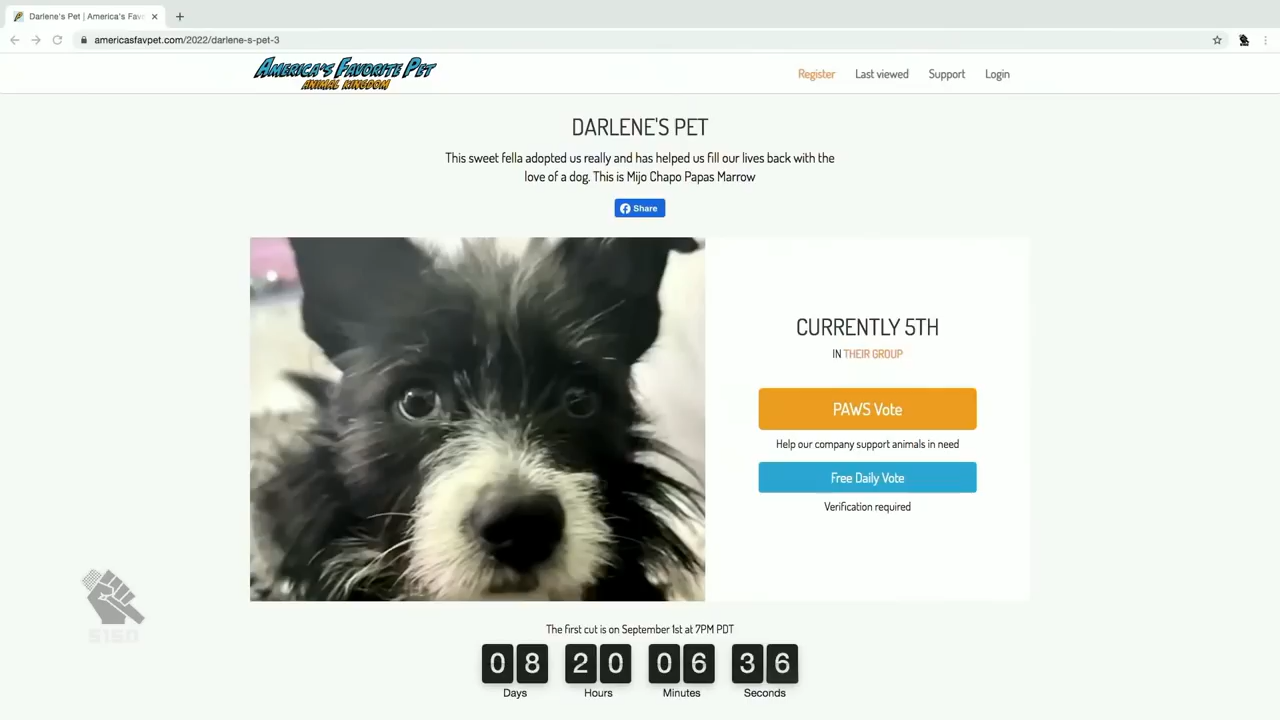 Darlene's Pet | America's Fav
americasfavpet.com/2022/darlene-s-pet-3
AMERICA'S FAVORITE PET
ANIMAL KINGDOM
Register
Last viewed
Support
Login
DARLENE'S PET
This sweet fella adopted us really and has helped us fill our lives back with the
love of a dog. This is Mijo Chapo Papas Marrow
Share
CURRENTLY 5TH
IN THEIR GROUP
PAWS Vote
Help our company support animals in need
Free Daily Vote
Verification required
5150
The first cut is on September 1st at 7PM PDT
08 20 06 36
Days Hours Minutes Seconds